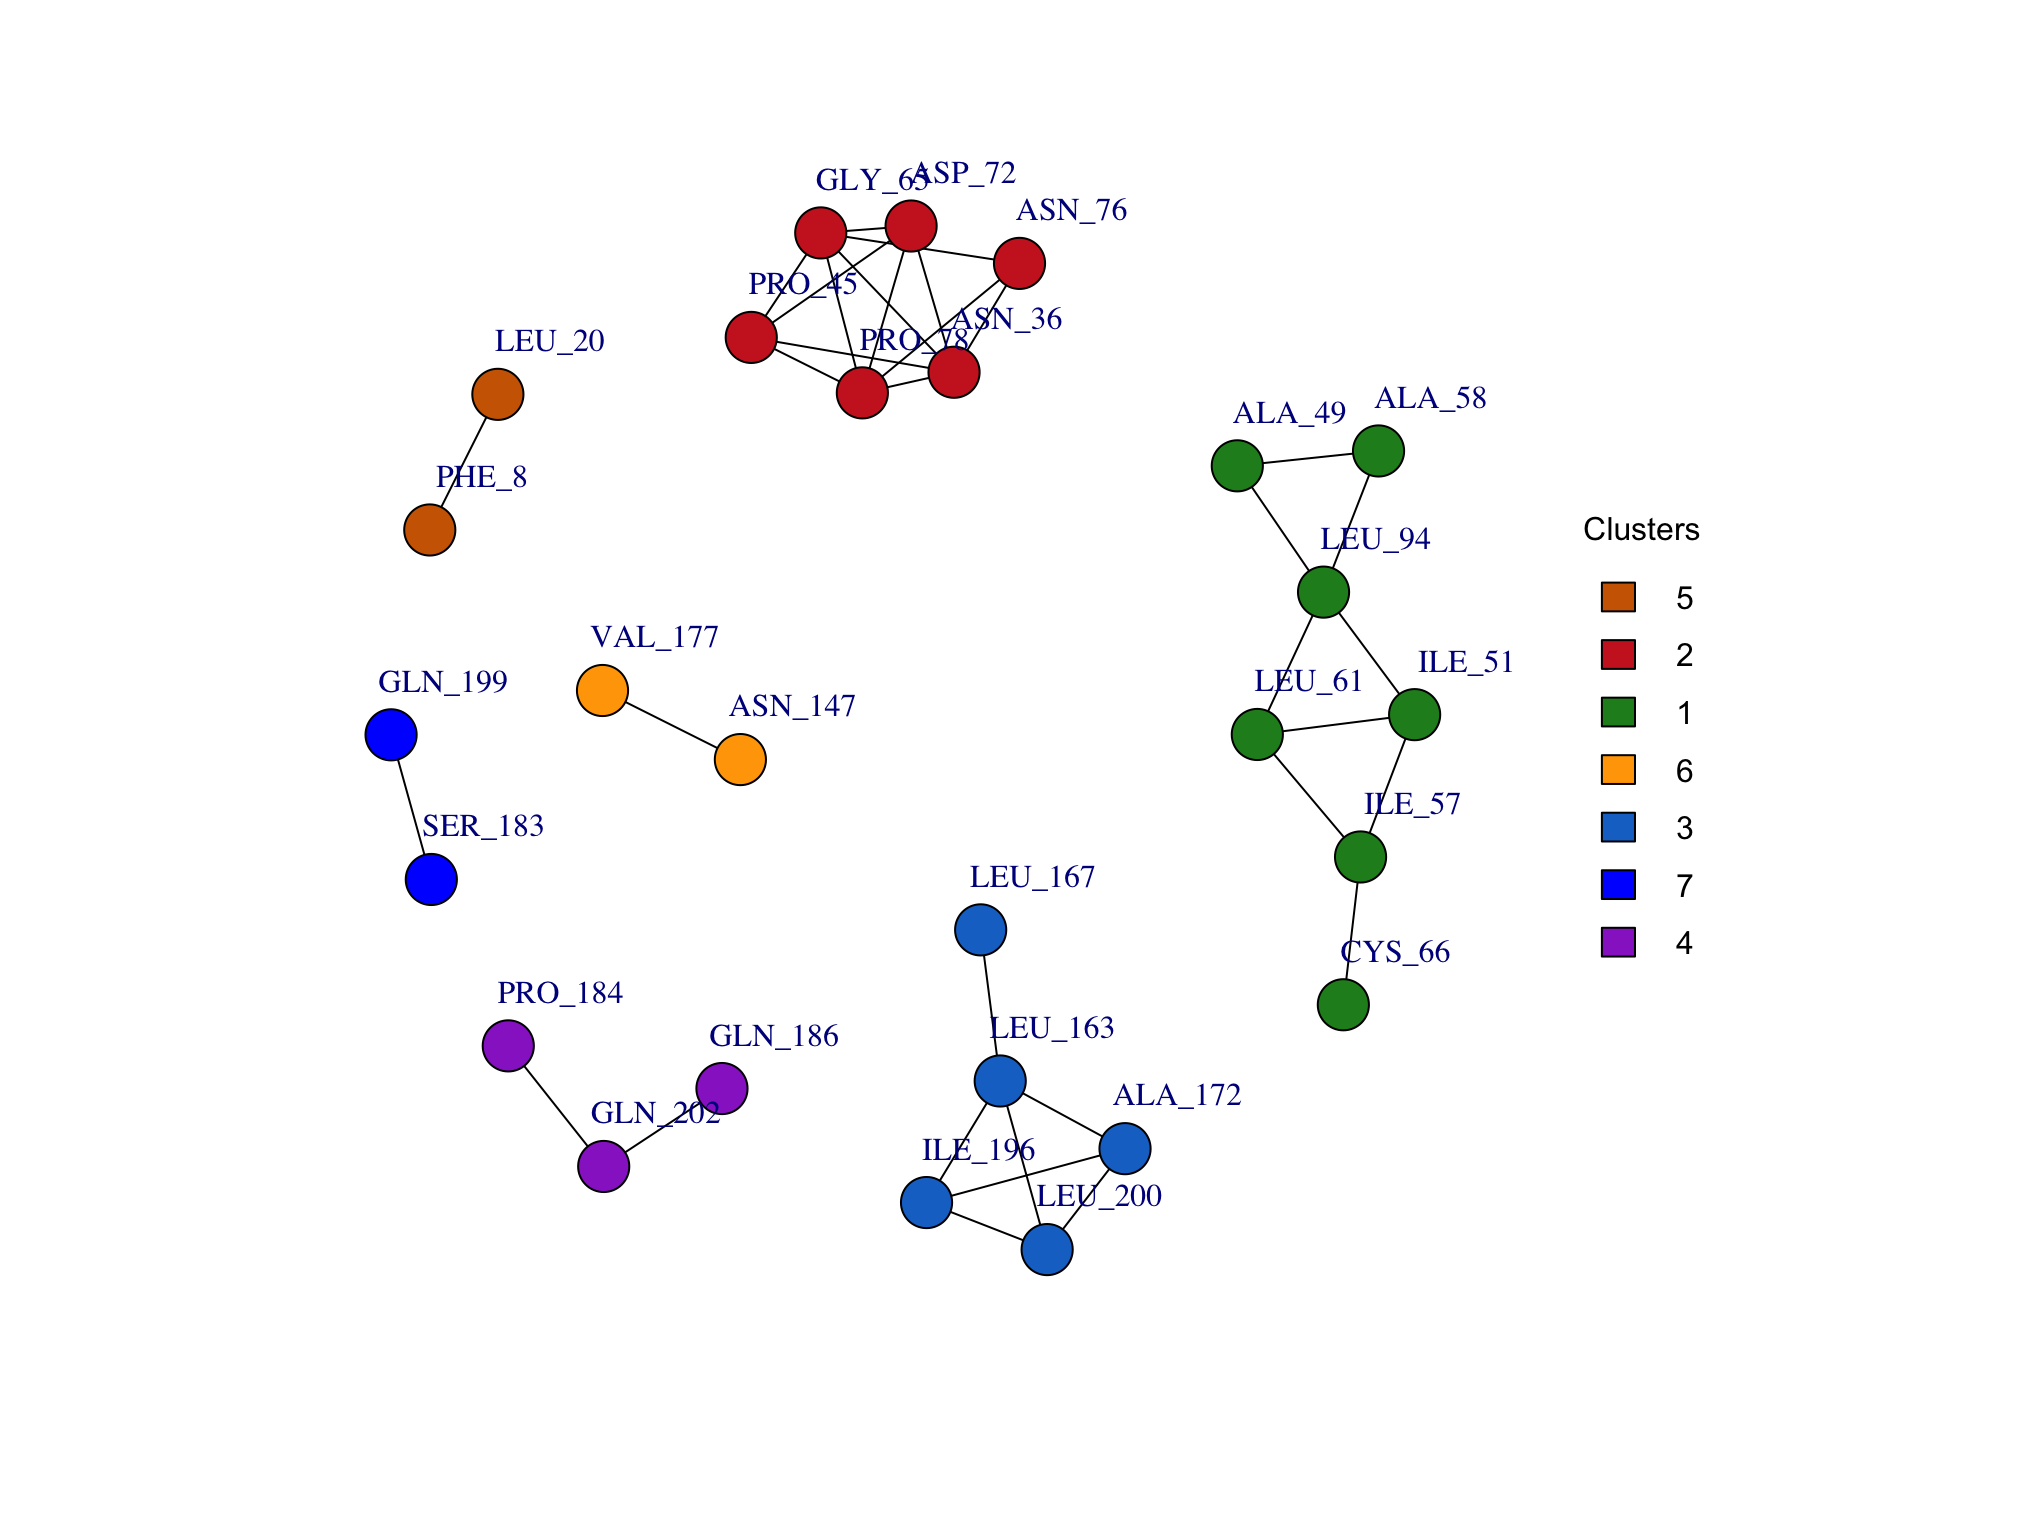 ASP_72
GLY_65
ASN_76
PRO_45
ASN_36
PRO_78
LEU_20
PHE_8
ALA_58
ALA_49
LEU_94
Clusters
5
2
1
6
3
7
4
VAL_177
ILE_51
GLN_199
LEU_61
ASN_147
ILE_57
SER_183
LEU_167
CYS_66
PRO_184
LEU_163
GLN_186
ALA_172
GLN_202
ILE_196
LEU_200